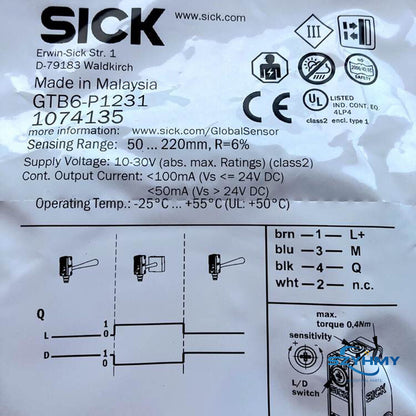 SICK
www.sick.com
Erwin-Sick Str. 1
D-79183 Waldkirch
Made in Malaysia
GTB6-P1231
1074135
III
CE
UL LISTED
IND. CONT. EQ.
4LP4
class2 encl. type 1
more information: www.sick.com/GlobalSensor
Sensing Range: 50 ... 220mm, R=6%
Supply Voltage: 10-30V (abs. max. Ratings) (class2)
Cont. Output Current: <100mA (Vs <= 24V DC)
<50mA (Vs > 24V DC)
Operating Temp.: -25°C ... +55°C (UL: +50°C)
Q
L 1
0
D 1
0
brn 1 L+
blu 3 M
blk 4 Q
wht 2 n.c.
max.
torque 0,4Nm
sensitivity
L/D
switch